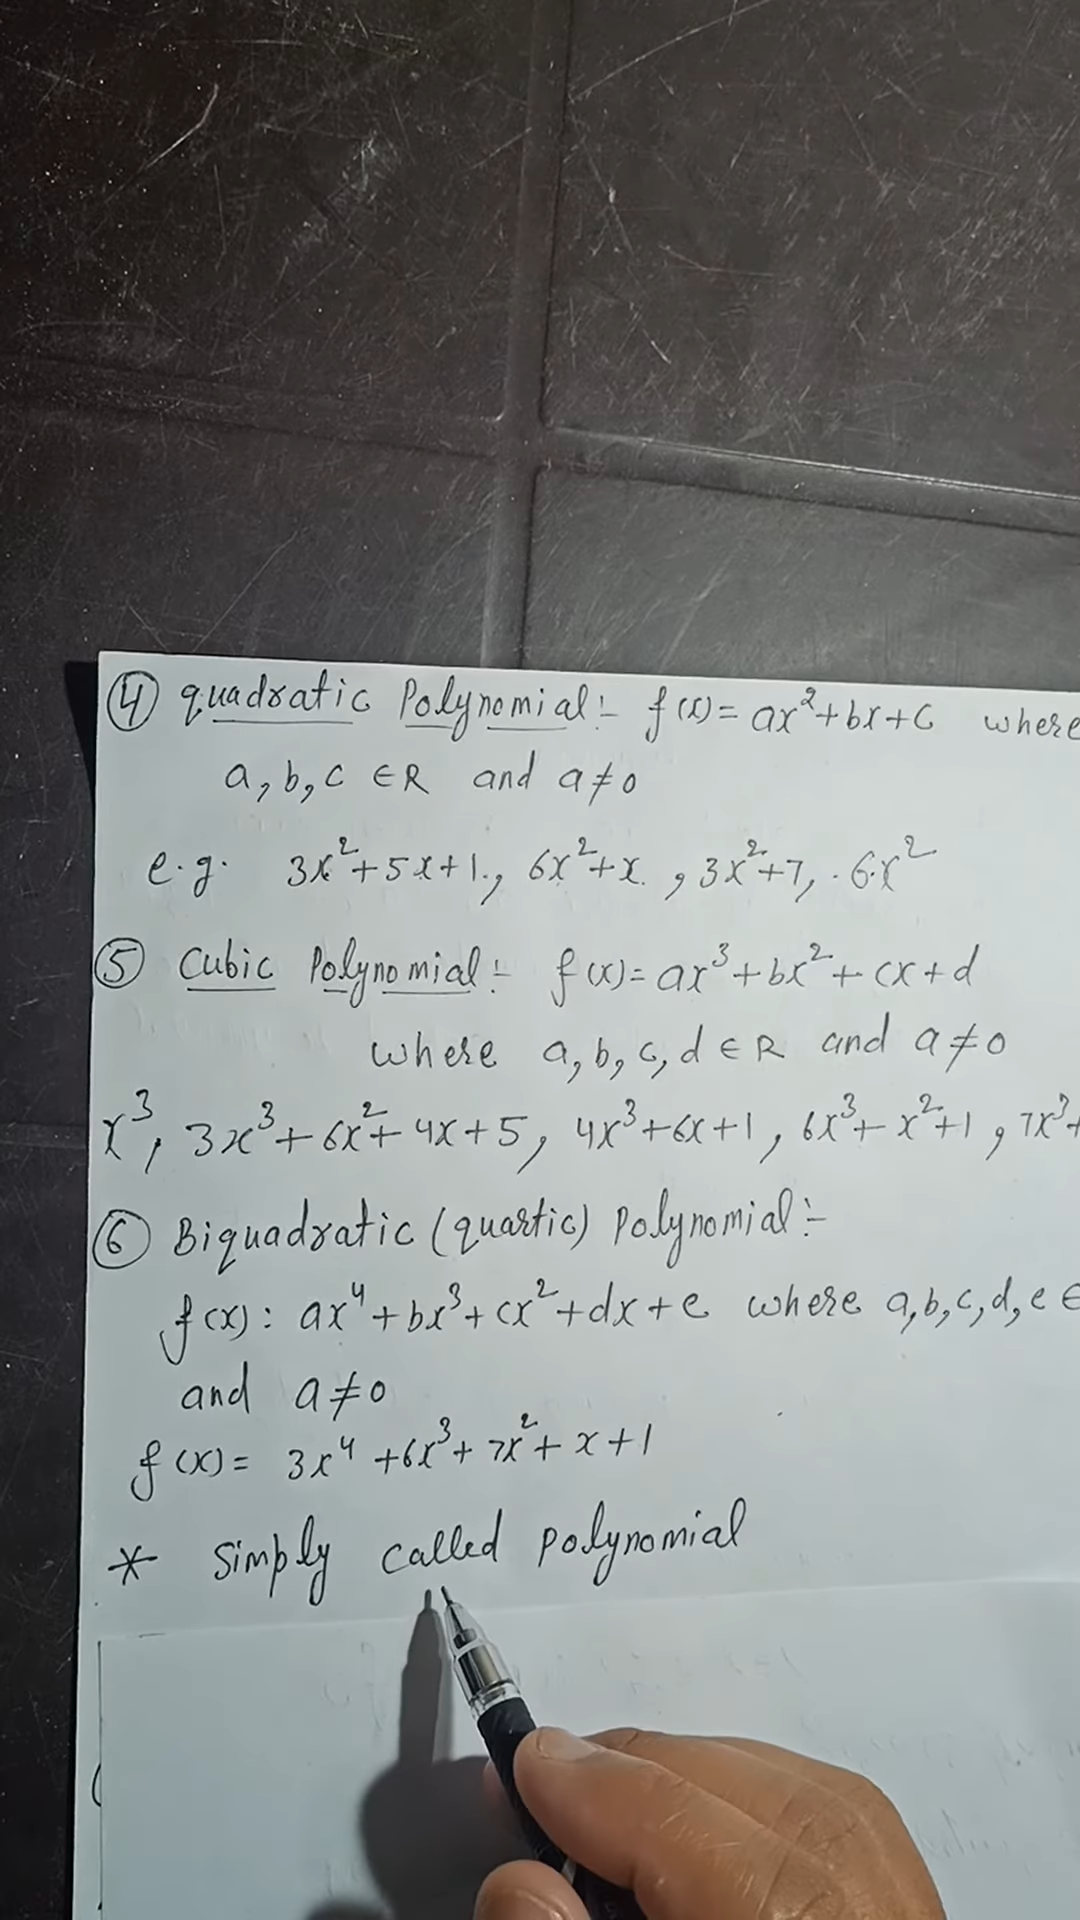 ④ quadratic Polynomial:- f(x)= ax²+bx+c where
a, b, c ∈R and a≠0
e.g. 3x²+5x+1., 6x²+x. , 3x²+7, . 6x²
⑤ Cubic Polynomial:- f(x)= ax³+bx²+cx+d
where a, b, c, d ∈ R and a≠0
x³, 3x³+6x²+4x+5, 4x³+6x+1, 6x³+x²+1, 7x³+
⑥ Biquadratic (quartic) Polynomial:-
f(x): ax⁴+bx³+cx²+dx+e where a,b,c,d,e ∈
and a≠0
f(x)= 3x⁴ +6x³+7x²+x+1
* Simply called polynomial